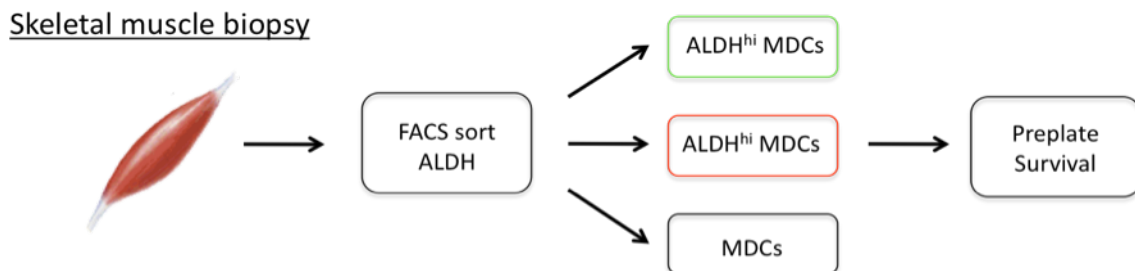 Skeletal muscle biopsy
FACS sort
ALDH
ALDHʰⁱ MDCs
ALDHʰⁱ MDCs
MDCs
Preplate
Survival